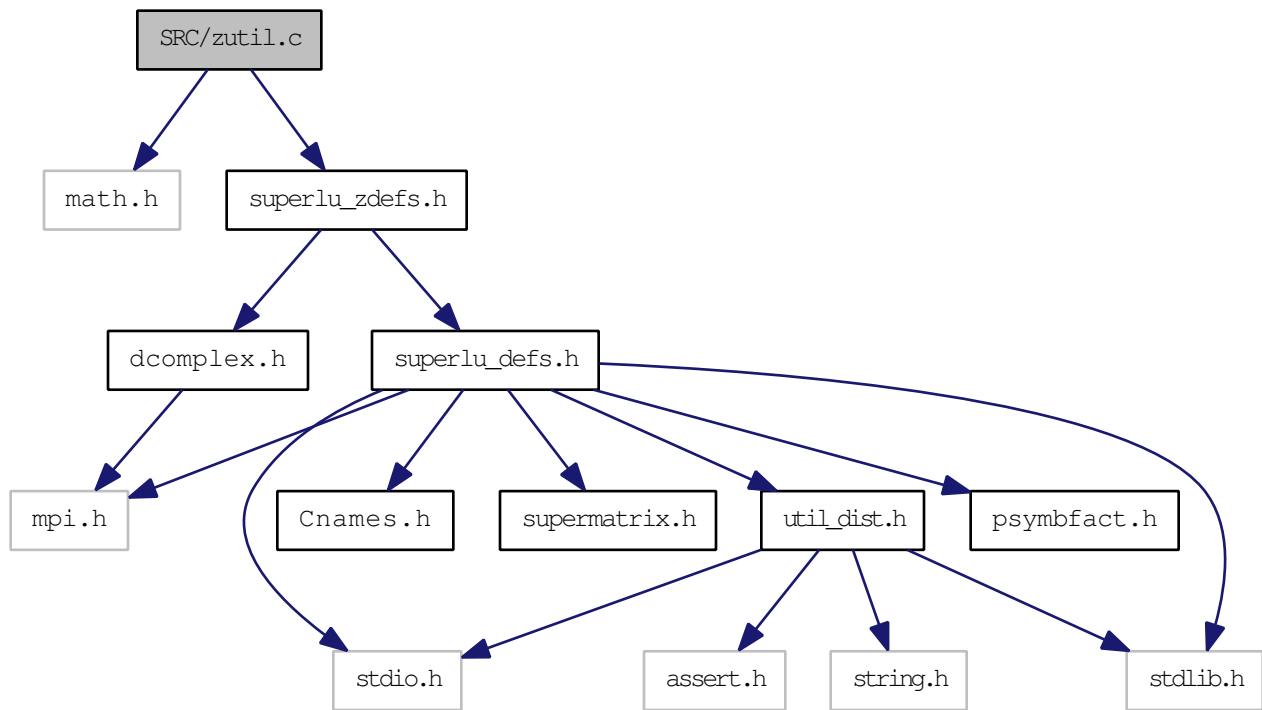 SRC/zutil.c
math.h
superlu_zdefs.h
dcomplex.h
superlu_defs.h
mpi.h
Cnames.h
supermatrix.h
util_dist.h
psymbfact.h
stdio.h
assert.h
string.h
stdlib.h